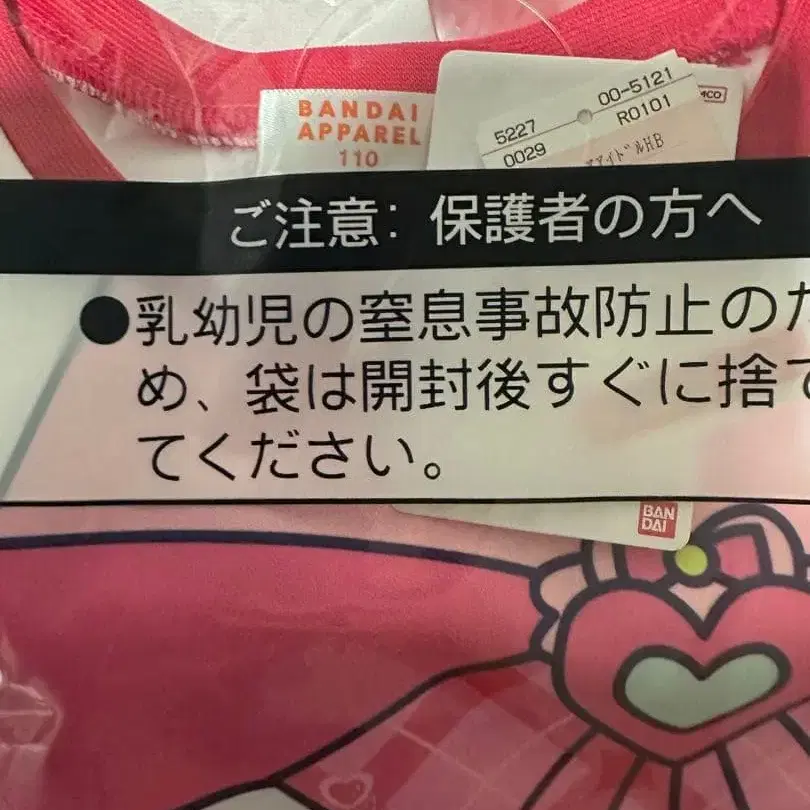 BANDAI
APPAREL
110
00-5121
5227
R0101
0029
ご注意: 保護者の方へ
●乳幼児の窒息事故防止のた
め、袋は開封後すぐに捨て
てください。
BAN
DAI